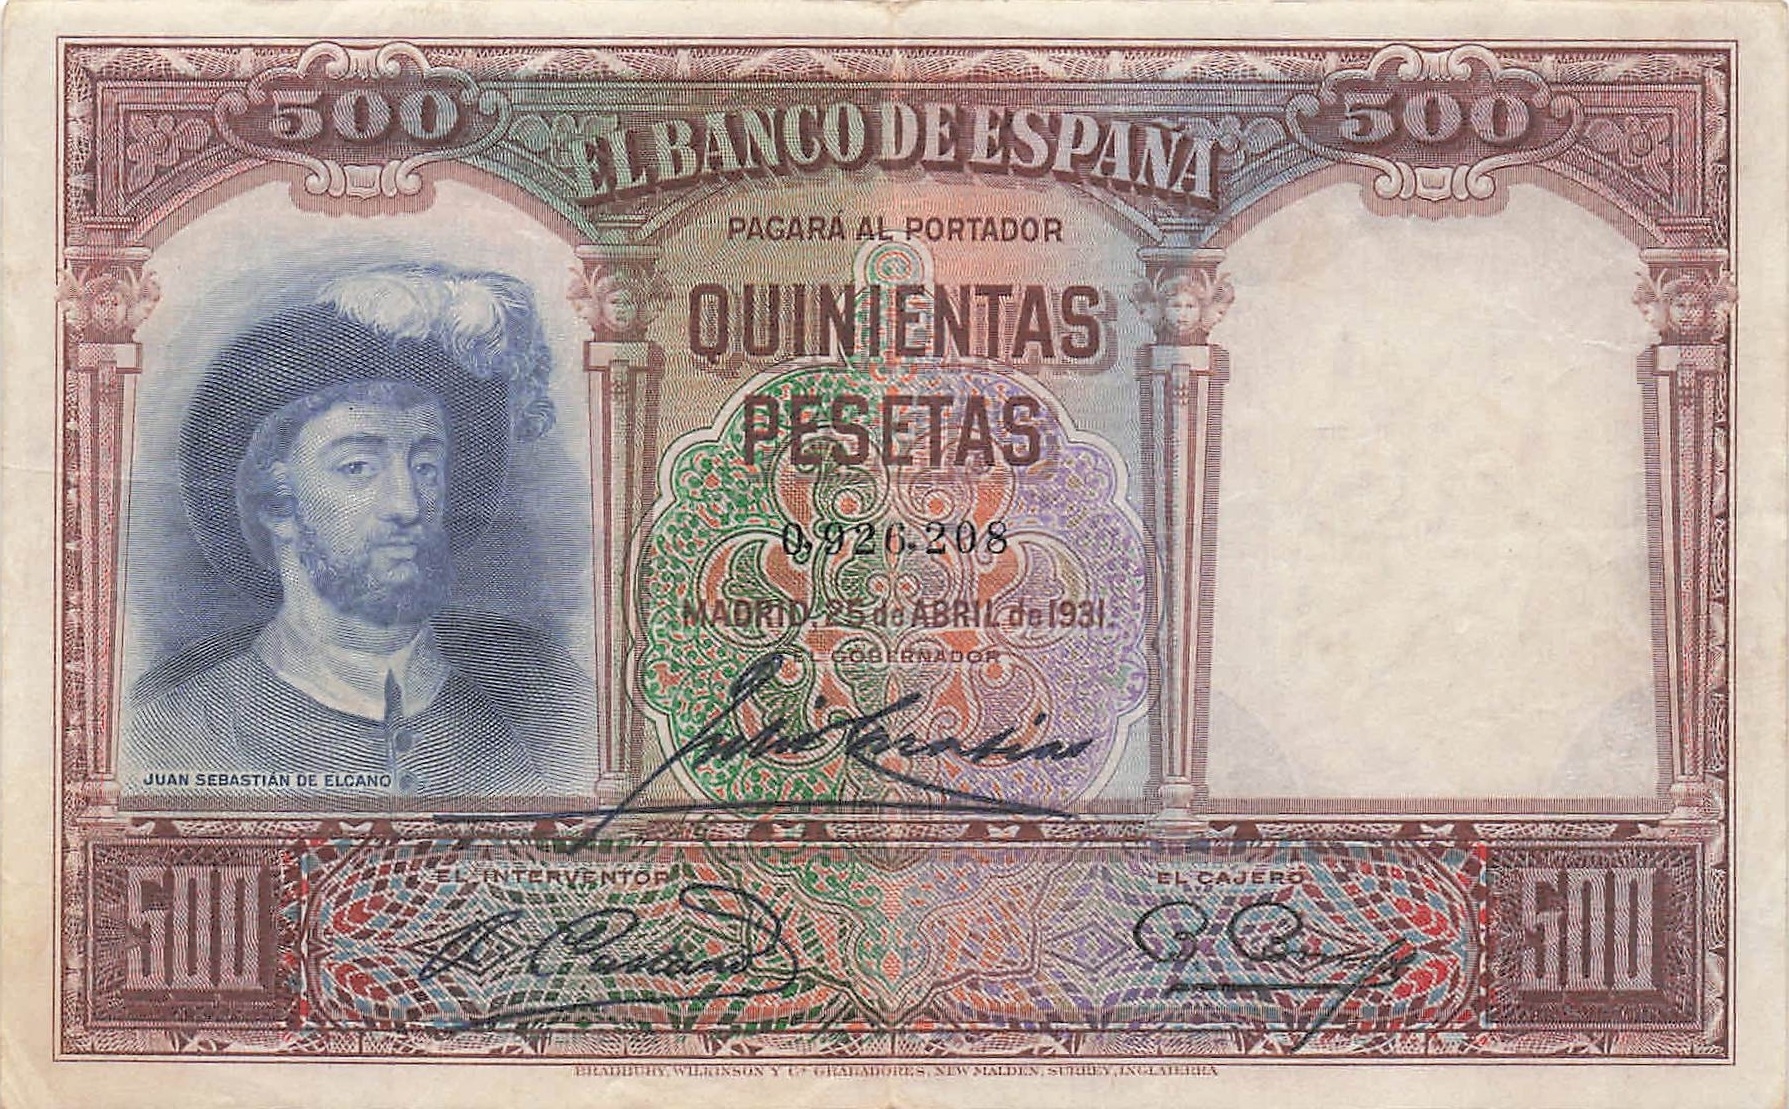 500
500
EL BANCO DE ESPAÑA
PAGARÁ AL PORTADOR
QUINIENTAS
PESETAS
0,926,208
MADRID, 25 de ABRIL de 1931.
EL GOBERNADOR
JUAN SEBASTIÁN DE ELCANO
500
EL INTERVENTOR
EL CAJERO
500
BRADBURY, WILKINSON Y Cª GRABADORES, NEW MALDEN, SURREY, INGLATERRA